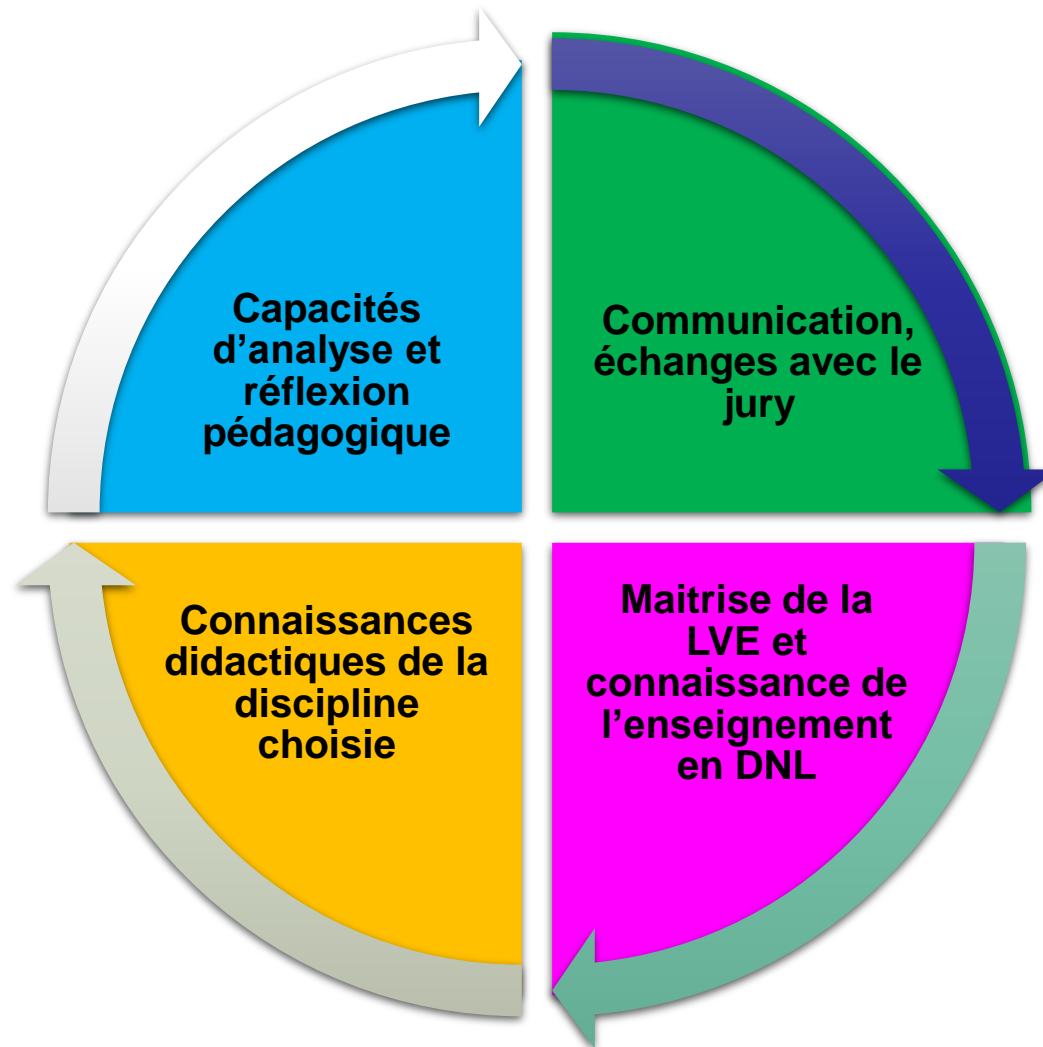 Capacités
d’analyse et
réflexion
pédagogique
Communication,
échanges avec le
jury
Connaissances
didactiques de la
discipline
choisie
Maitrise de la
LVE et
connaissance de
l’enseignement
en DNL